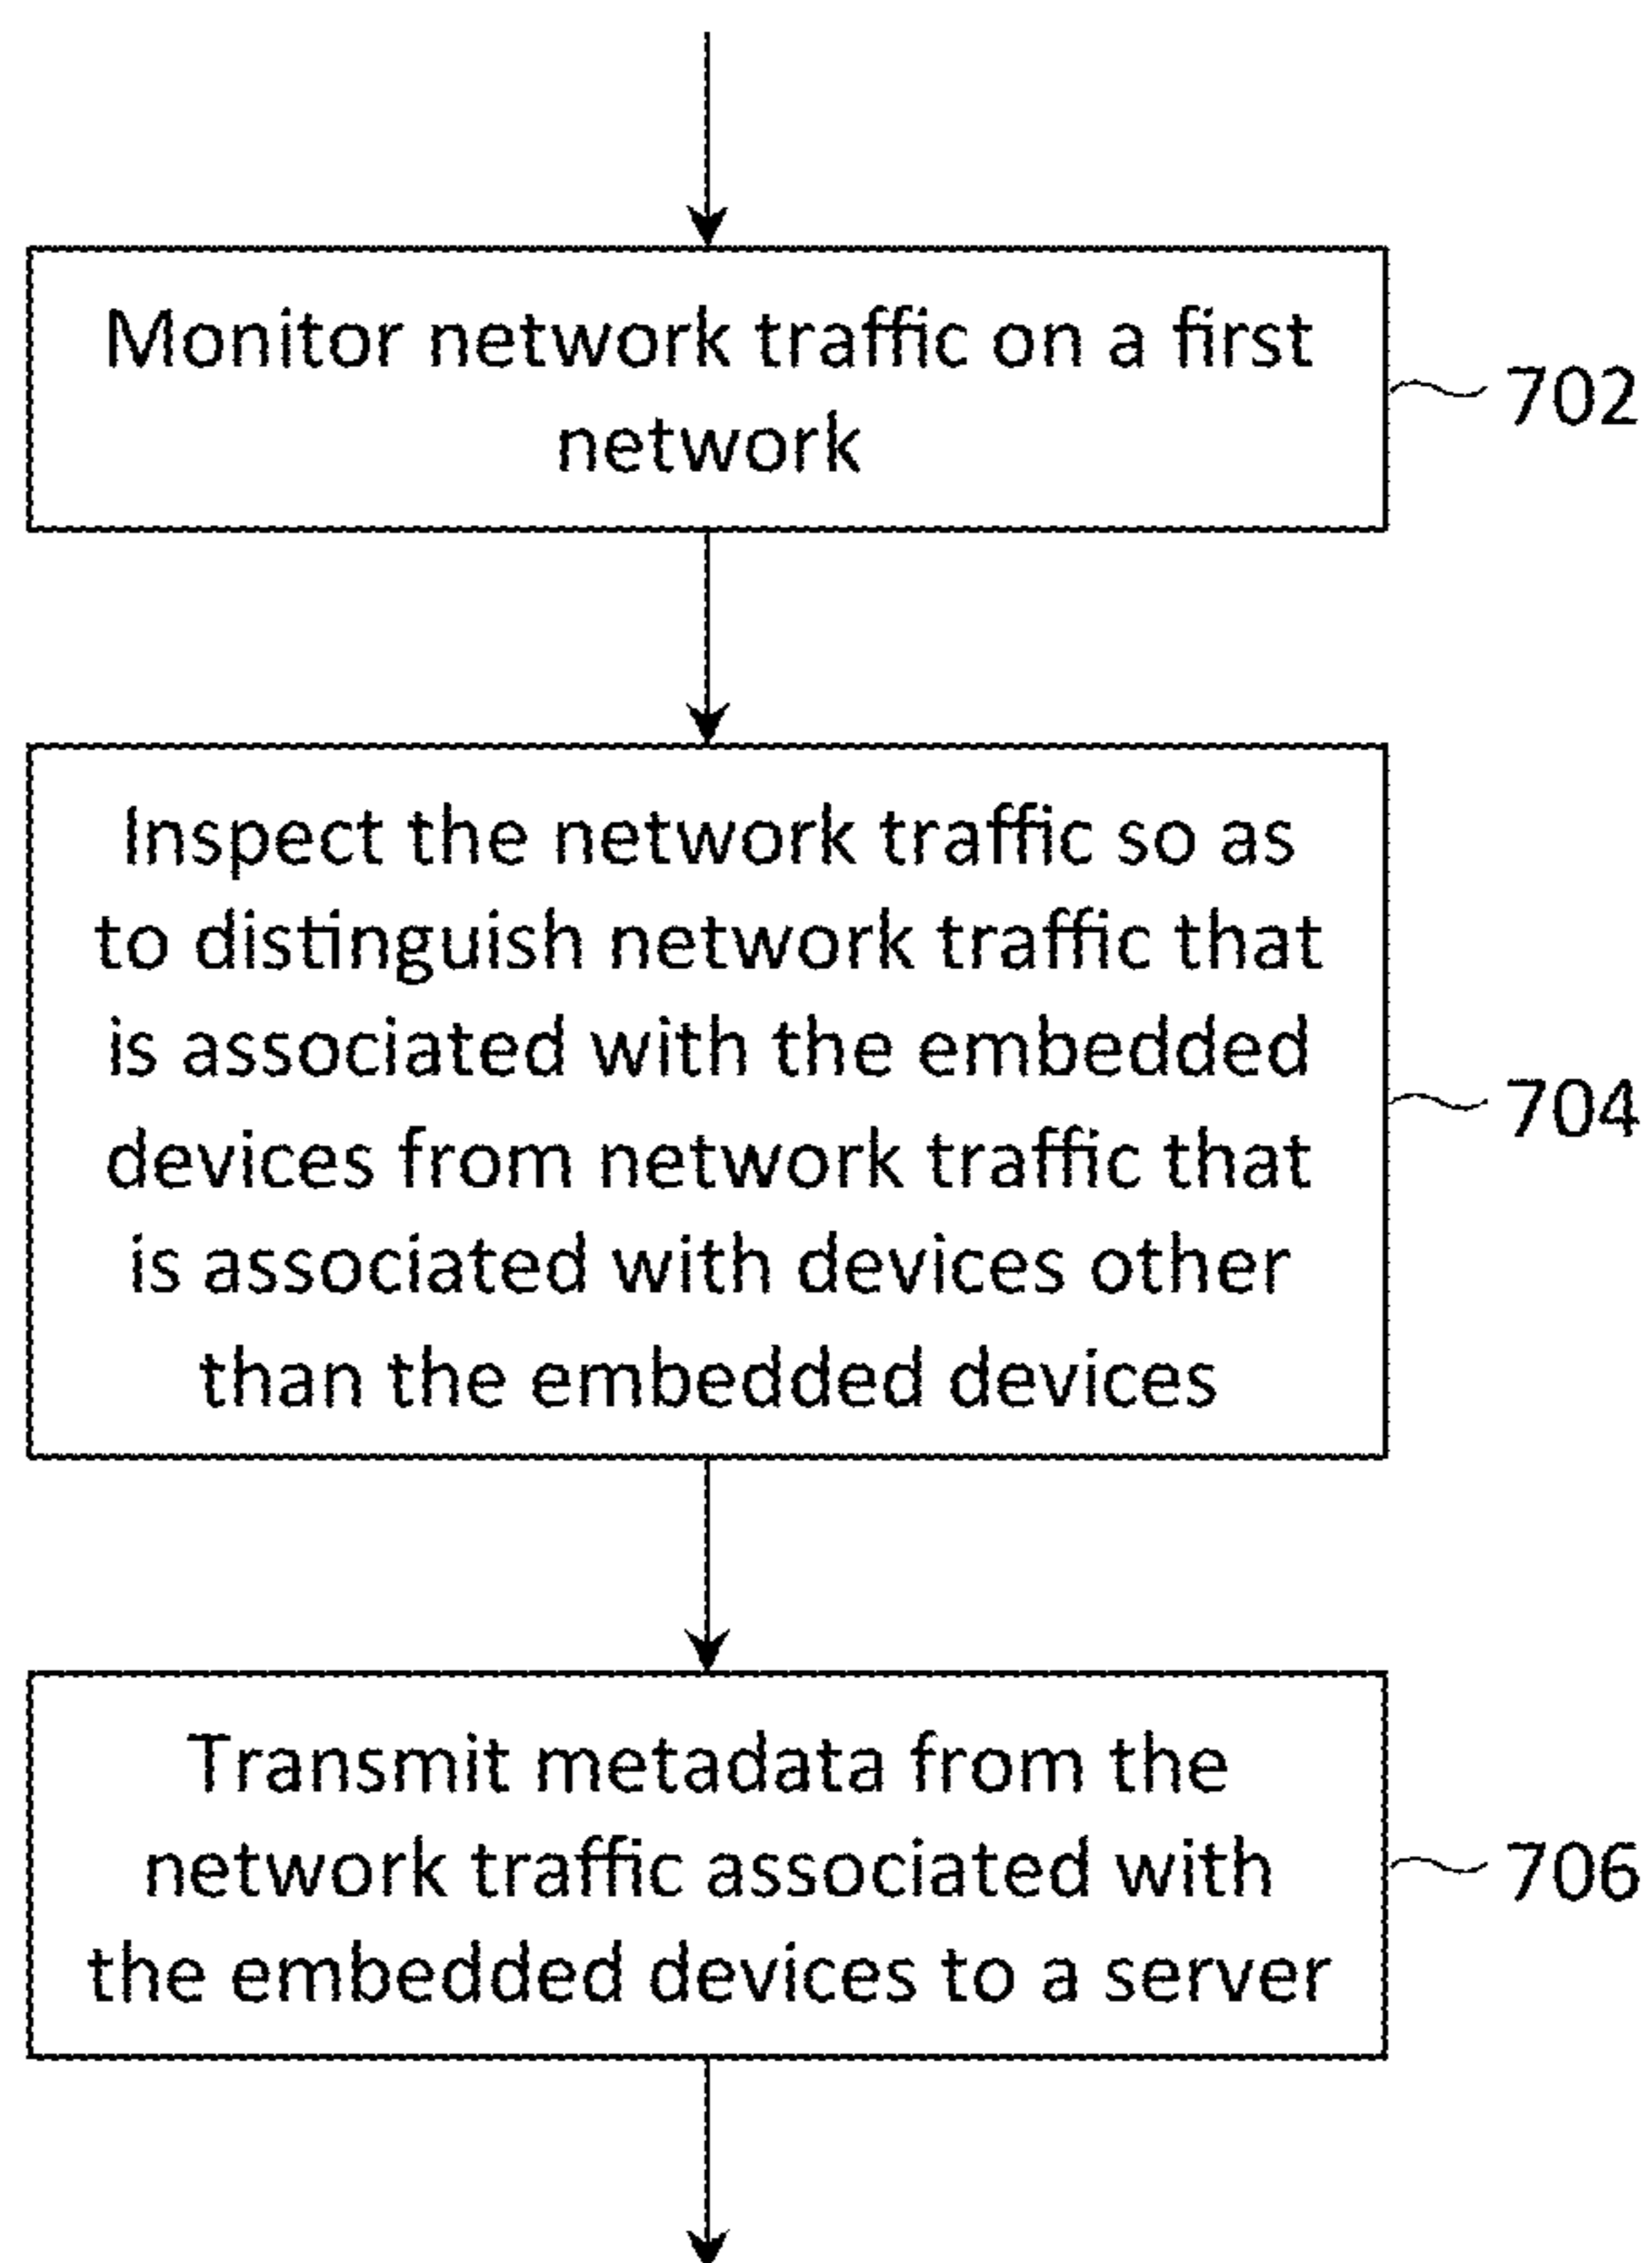 Monitor network traffic on a first
network
702
Inspect the network traffic so as
to distinguish network traffic that
is associated with the embedded
devices from network traffic that
is associated with devices other
than the embedded devices
704
Transmit metadata from the
network traffic associated with
the embedded devices to a server
706